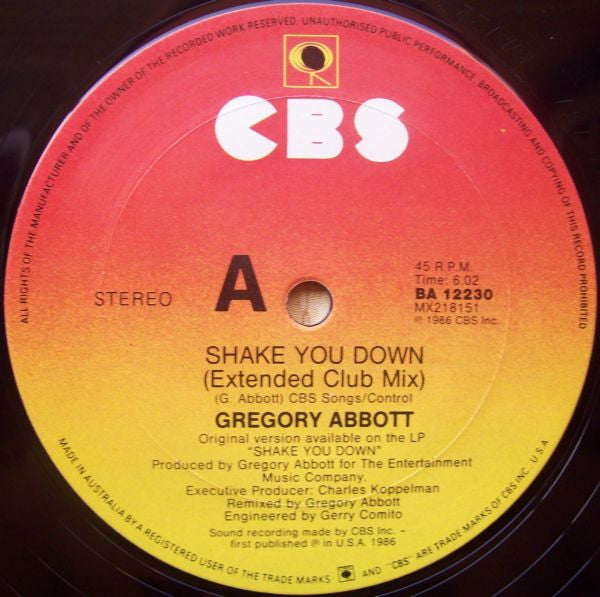 ALL RIGHTS OF THE MANUFACTURER AND OF THE OWNER OF THE RECORDED WORK RESERVED. UNAUTHORISED PUBLIC PERFORMANCE, BROADCASTING AND COPYING OF THIS RECORD PROHIBITED
CBS
STEREO
A
45 R.P.M.
Time: 6.02
BA 12230
MX218151
℗ 1986 CBS Inc.
SHAKE YOU DOWN
(Extended Club Mix)
(G. Abbott) CBS Songs/Control
GREGORY ABBOTT
Original version available on the LP
"SHAKE YOU DOWN"
Produced by Gregory Abbott for The Entertainment
Music Company.
Executive Producer: Charles Koppelman
Remixed by Gregory Abbott
Engineered by Gerry Comito
Sound recording made by CBS Inc. –
first published ℗ in U.S.A. 1986
MADE IN AUSTRALIA BY A REGISTERED USER OF THE TRADE MARKS AND "CBS" ARE TRADE MARKS OF CBS INC U S A